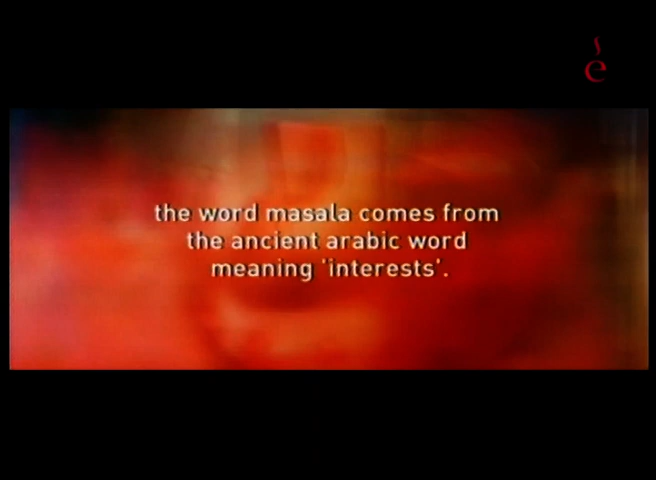 e
the word masala comes from
the ancient arabic word
meaning 'interests'.